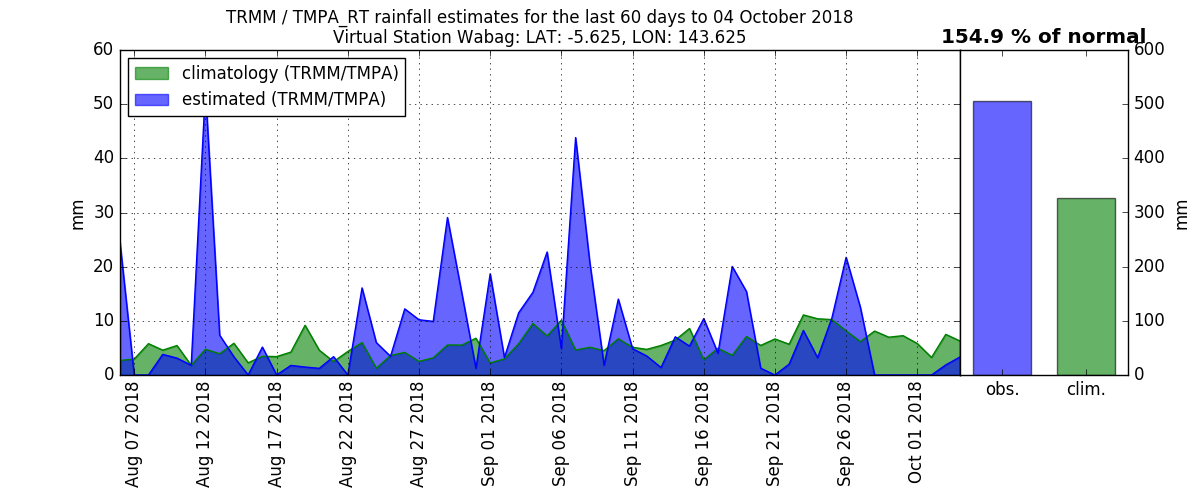 TRMM / TMPA_RT rainfall estimates for the last 60 days to 04 October 2018
Virtual Station Wabag: LAT: -5.625, LON: 143.625
154.9 % of normal
climatology (TRMM/TMPA)
estimated (TRMM/TMPA)
mm
60
50
40
30
20
10
0
Aug 07 2018
Aug 12 2018
Aug 17 2018
Aug 22 2018
Aug 27 2018
Sep 01 2018
Sep 06 2018
Sep 11 2018
Sep 16 2018
Sep 21 2018
Sep 26 2018
Oct 01 2018
obs.
clim.
600
500
400
300
200
100
0
mm